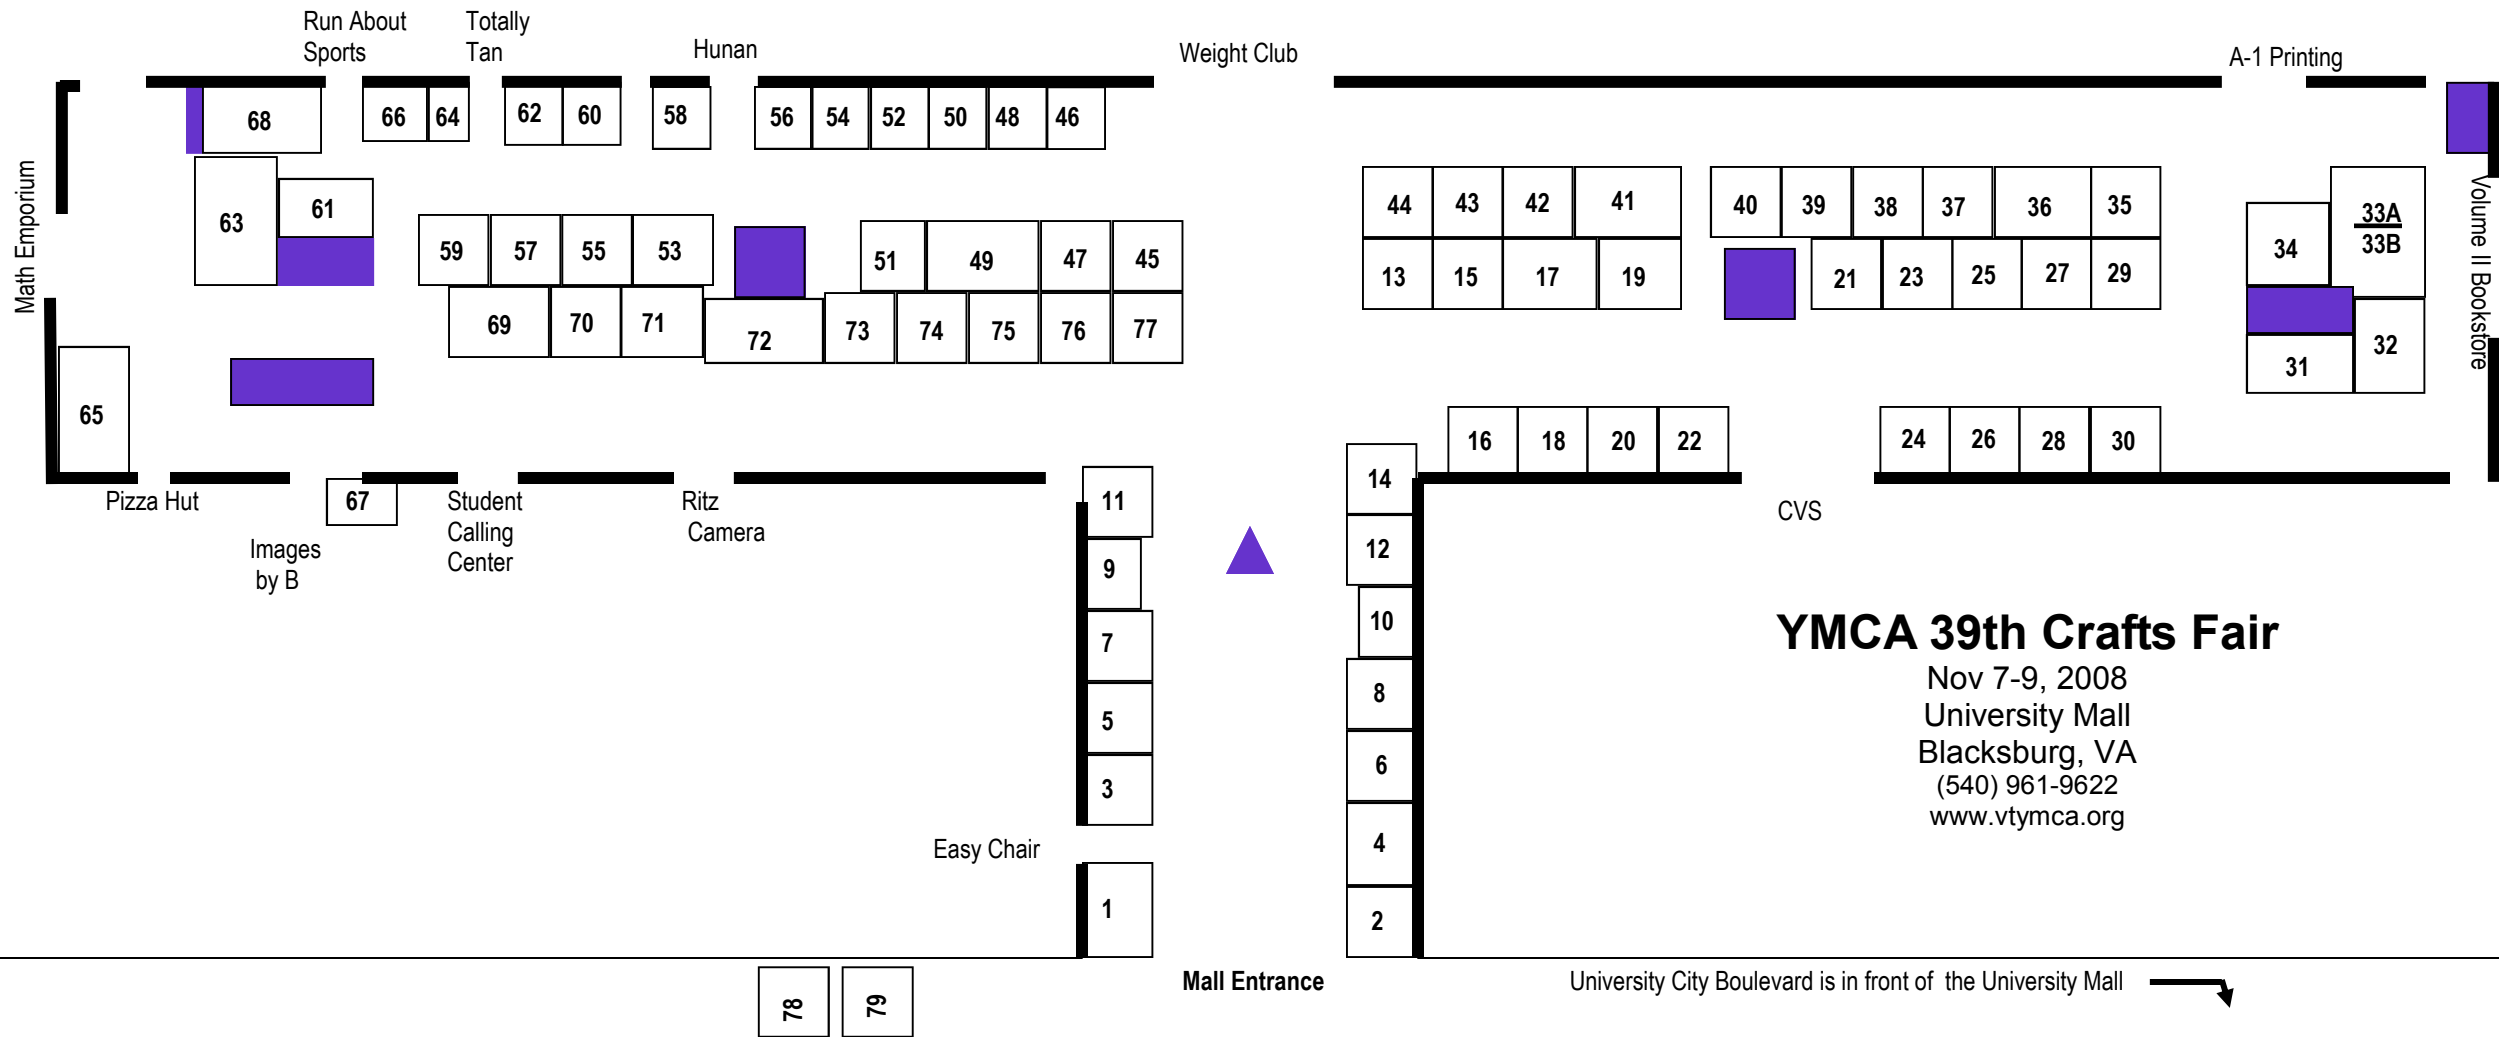 Run About
Sports
Totally
Tan
Hunan
Weight Club
A-1 Printing
68
66 64
62 60
58
56 54 52 50 48 46
Math Emporium
63
61
59 57 55 53
51 49 47 45
69 70 71
72
73 74 75 76 77
65
44 43 42 41
13 15 17 19
40 39 38 37 36 35
21 23 25 27 29
34
33A
33B
31
32
Volume II Bookstore
16 18 20 22
24 26 28 30
Pizza Hut
67
Images
by B
Student
Calling
Center
Ritz
Camera
CVS
11
9
7
5
3
Easy Chair
1
14
12
10
8
6
4
2
YMCA 39th Crafts Fair
Nov 7-9, 2008
University Mall
Blacksburg, VA
(540) 961-9622
www.vtymca.org
78
79
Mall Entrance
University City Boulevard is in front of the University Mall